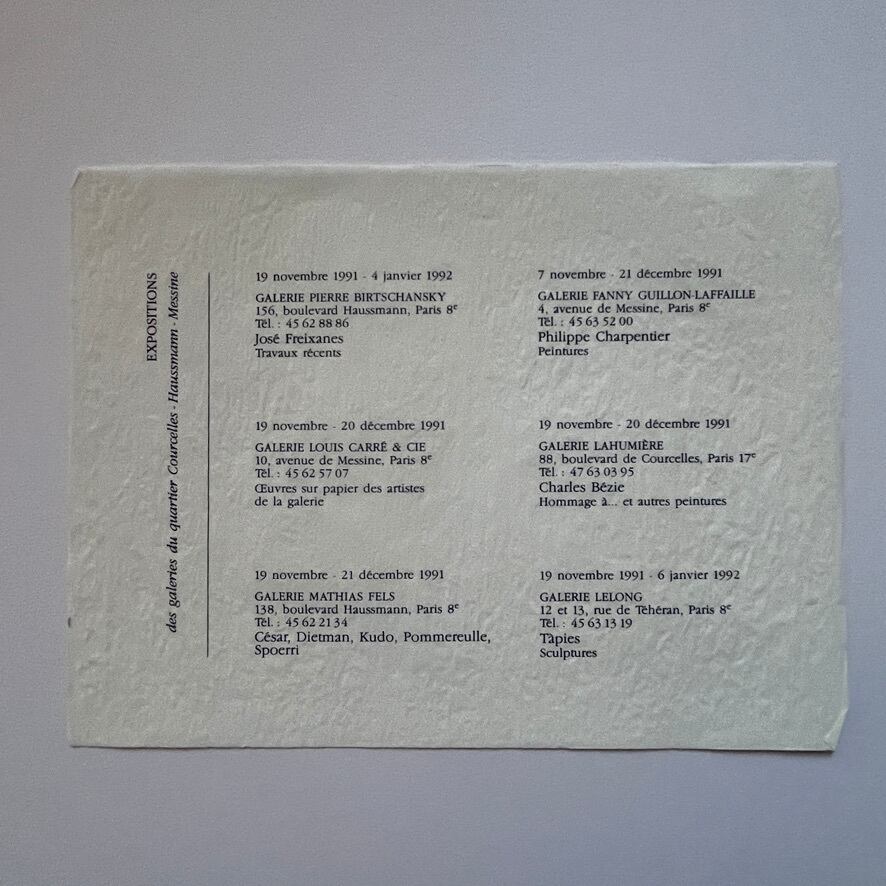 EXPOSITIONS
des galeries du quartier Courcelles - Haussmann - Messine
19 novembre 1991 - 4 janvier 1992
GALERIE PIERRE BIRTSCHANSKY
156, boulevard Haussmann, Paris 8e
Tél. : 45 62 88 86
José Freixanes
Travaux récents
19 novembre - 20 décembre 1991
GALERIE LOUIS CARRÉ & CIE
10, avenue de Messine, Paris 8e
Tél. : 45 62 57 07
Œuvres sur papier des artistes
de la galerie
19 novembre - 21 décembre 1991
GALERIE MATHIAS FELS
138, boulevard Haussmann, Paris 8e
Tél. : 45 62 21 34
César, Dietman, Kudo, Pommereulle,
Spoerri
7 novembre - 21 décembre 1991
GALERIE FANNY GUILLON-LAFFAILLE
4, avenue de Messine, Paris 8e
Tél. : 45 63 52 00
Philippe Charpentier
Peintures
19 novembre - 20 décembre 1991
GALERIE LAHUMIÈRE
88, boulevard de Courcelles, Paris 17e
Tél. : 47 63 03 95
Charles Bézie
Hommage à... et autres peintures
19 novembre 1991 - 6 janvier 1992
GALERIE LELONG
12 et 13, rue de Téhéran, Paris 8e
Tél. : 45 63 13 19
Tàpies
Sculptures